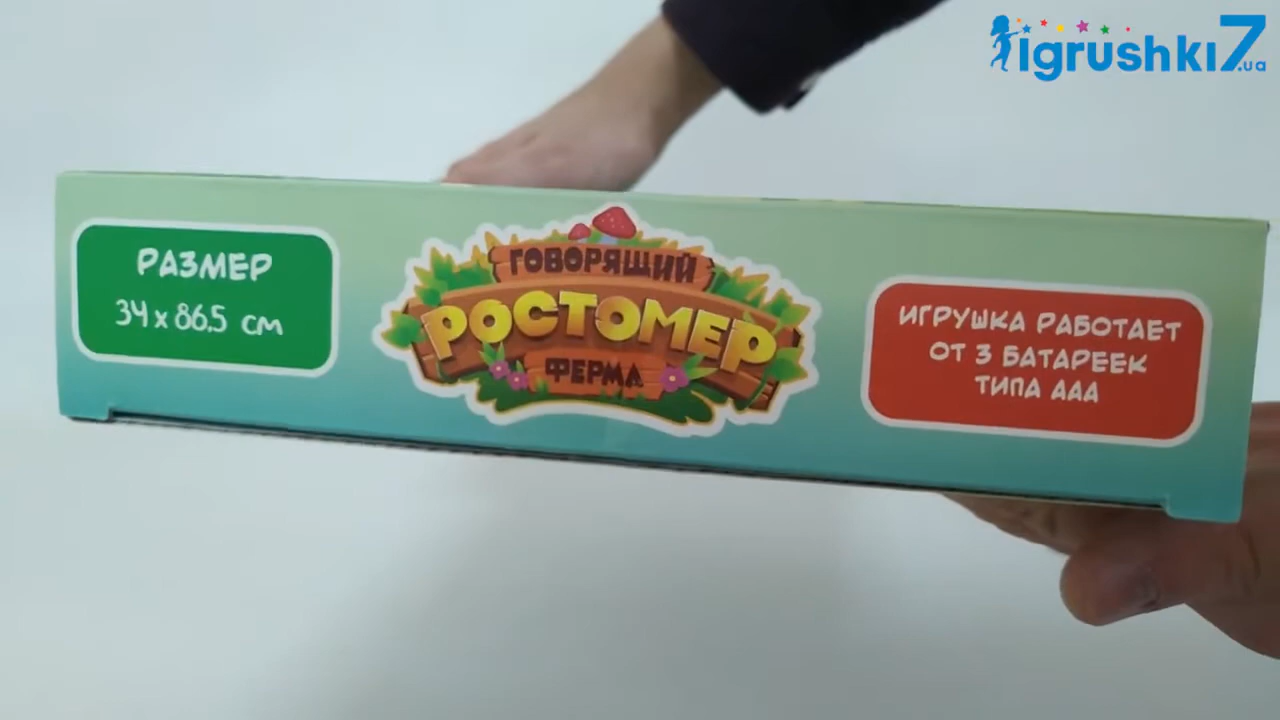 igrushki7.ua
РАЗМЕР
34 х 86.5 СМ
ГОВОРЯЩИЙ
РОСТОМЕР
ФЕРМА
ИГРУШКА РАБОТАЕТ
ОТ 3 БАТАРЕЕК
ТИПА ААА